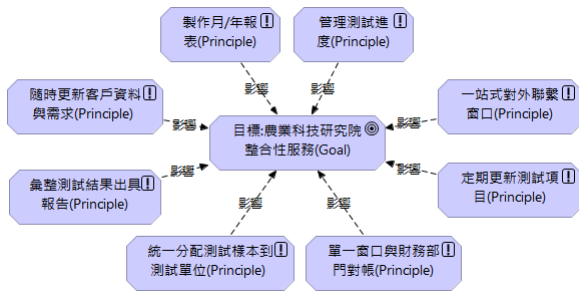 製作月/年報
表(Principle)
管理測試進
度(Principle)
影響
影響
隨時更新客戶資料
與需求(Principle)
一站式對外聯繫
窗口(Principle)
影響
影響
目標:農業科技研究院
整合性服務(Goal)
彙整測試結果出具
報告(Principle)
定期更新測試項
目(Principle)
影響
影響
影響
影響
統一分配測試樣本到
測試單位(Principle)
單一窗口與財務部
門對帳(Principle)